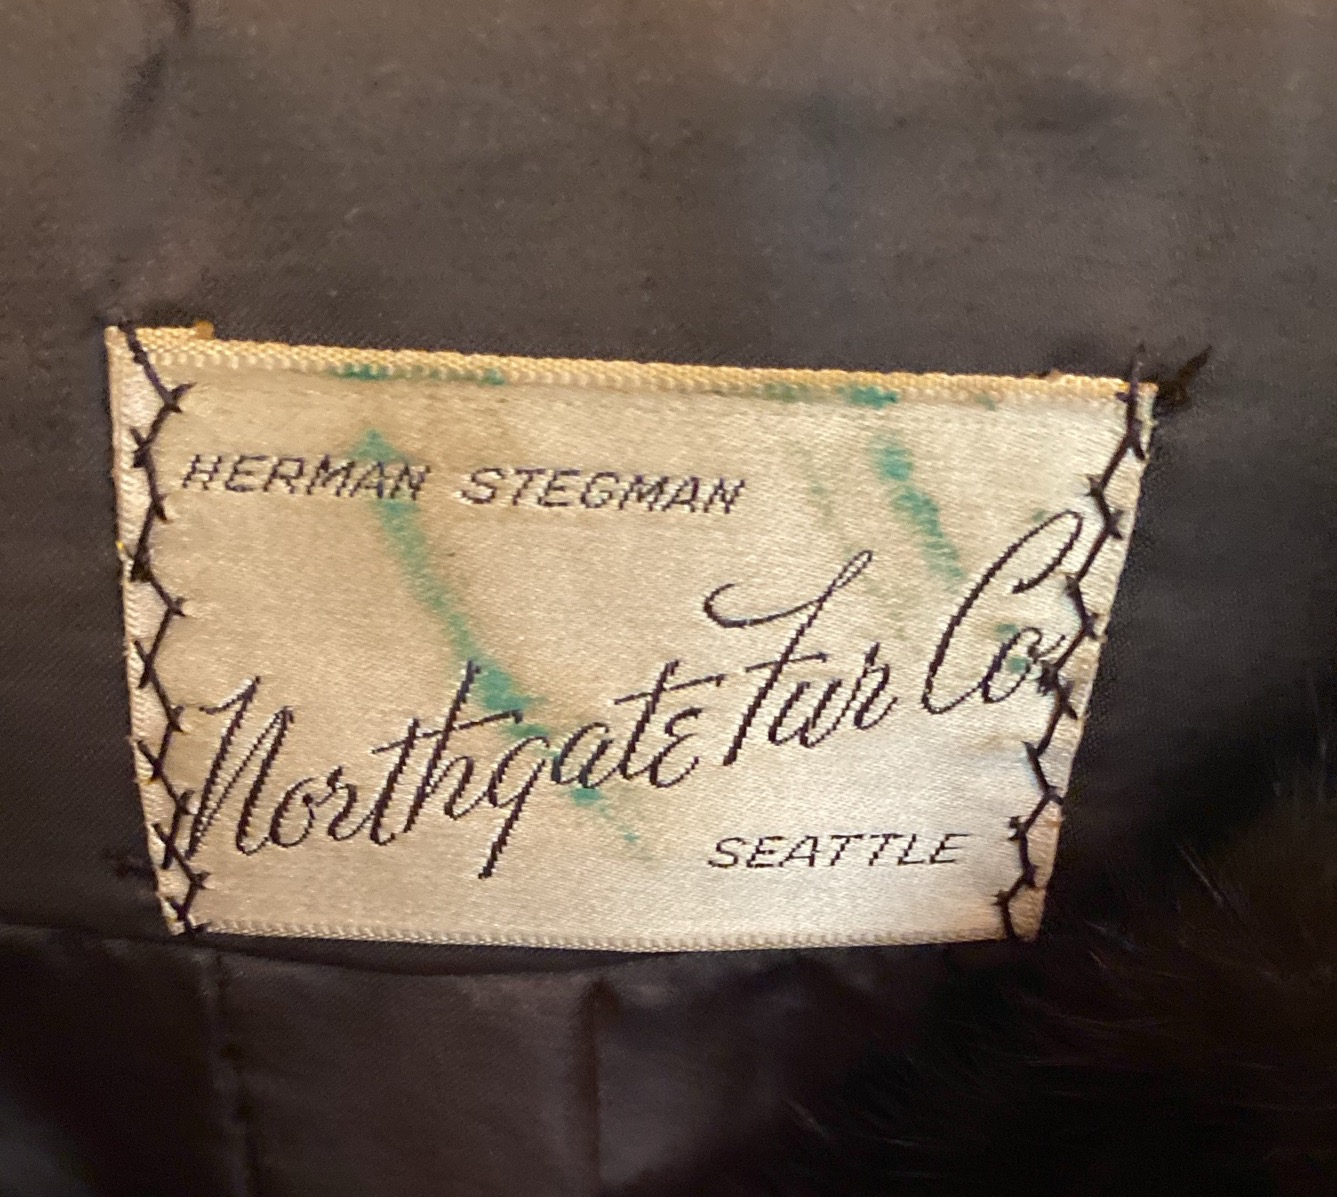 HERMAN STEGMAN
Northgate Fur Co.
SEATTLE